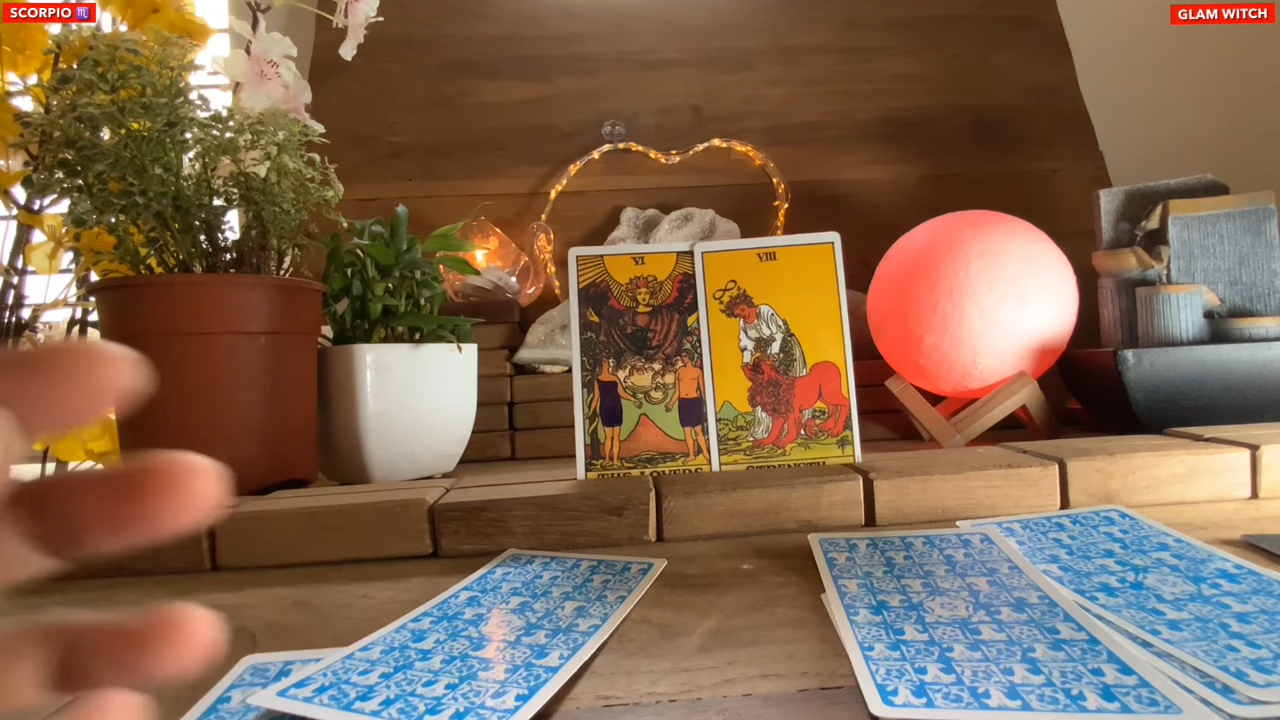 SCORPIO ♏
GLAM WITCH
VI
VIII
THE LOVERS
STRENGTH